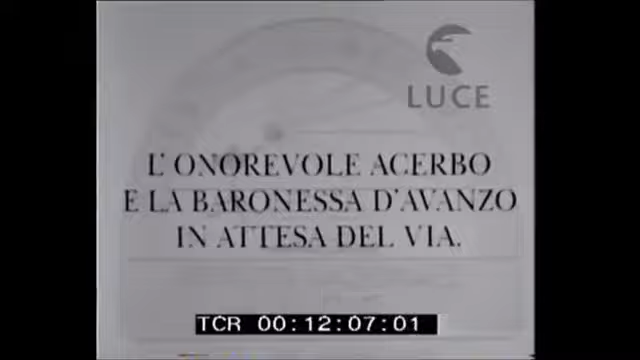 LUCE
L' ONOREVOLE ACERBO
E LA BARONESSA D'AVANZO
IN ATTESA DEL VIA.
TCR 00:12:07:01